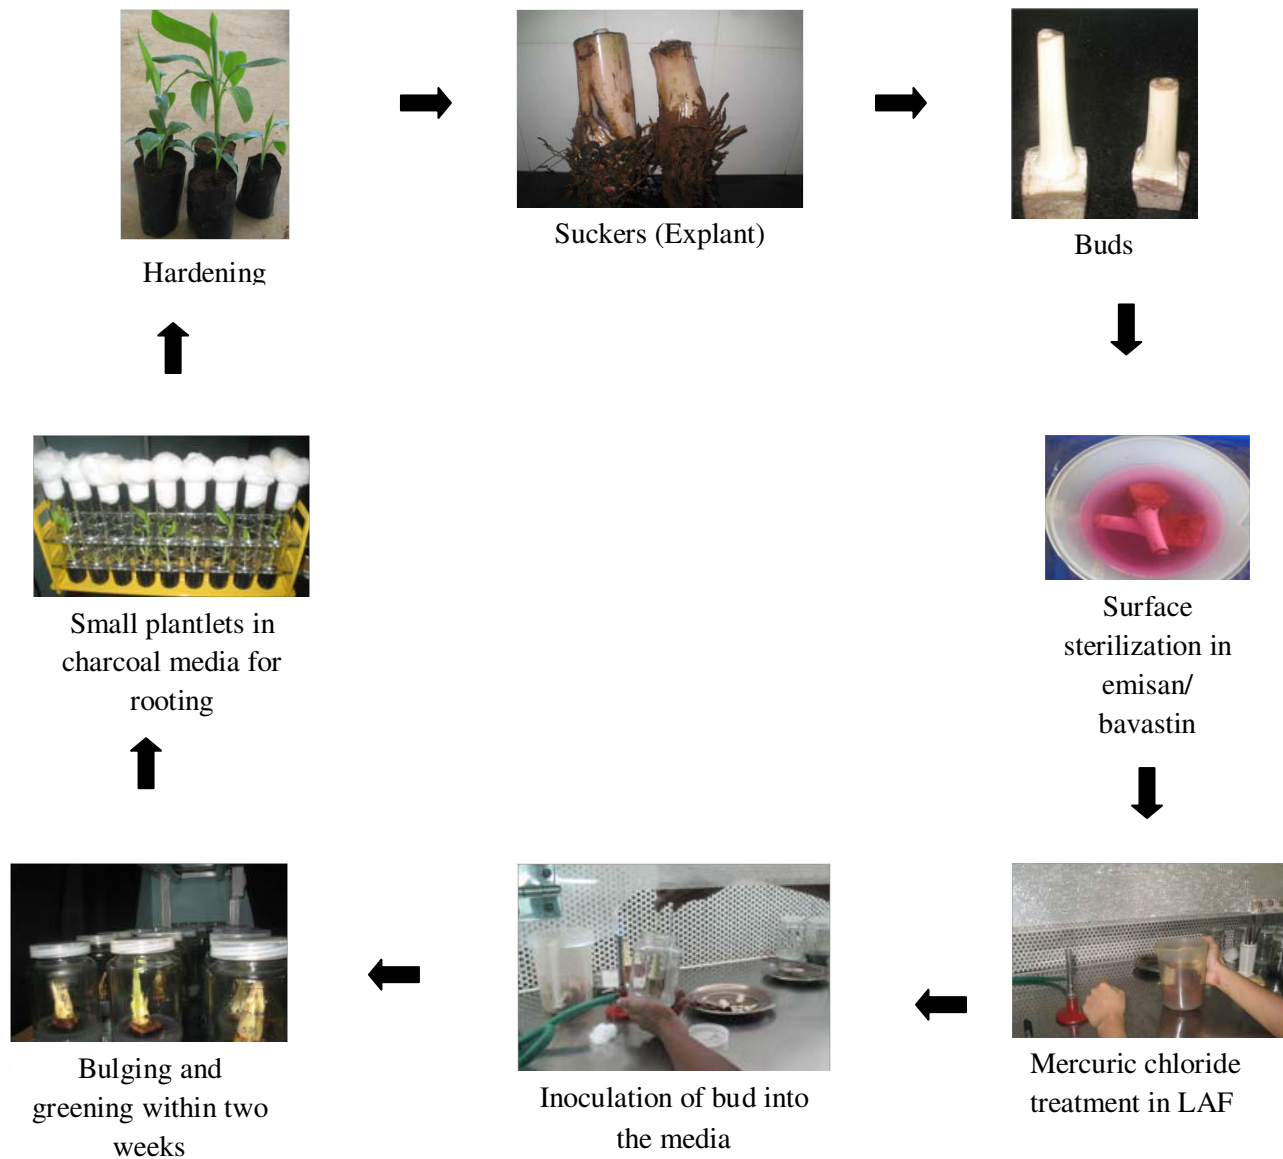 Hardening
Suckers (Explant)
Buds
Surface
sterilization in
emisan/
bavastin
Mercuric chloride
treatment in LAF
Inoculation of bud into
the media
Bulging and
greening within two
weeks
Small plantlets in
charcoal media for
rooting